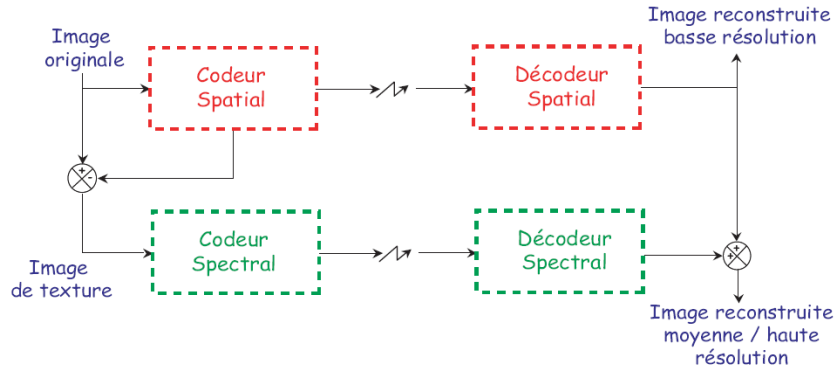 Image
originale
Codeur
Spatial
Décodeur
Spatial
Image reconstruite
basse résolution
+
-
Image
de texture
Codeur
Spectral
Décodeur
Spectral
+
+
Image reconstruite
moyenne / haute
résolution